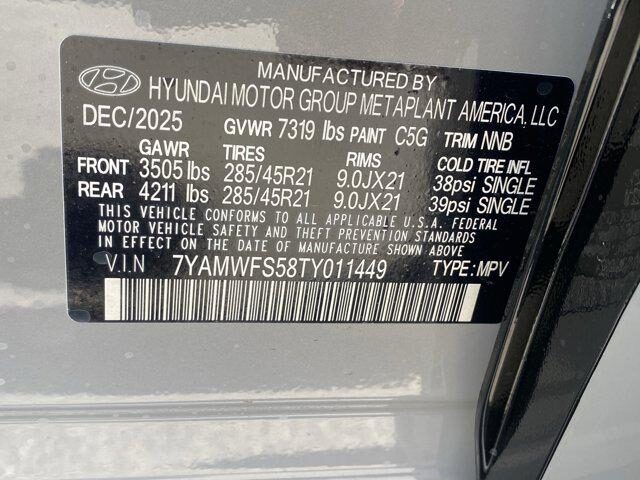 MANUFACTURED BY
HYUNDAI MOTOR GROUP METAPLANT AMERICA, LLC
DEC/2025 GVWR 7319 lbs PAINT C5G TRIM NNB
GAWR TIRES RIMS COLD TIRE INFL
FRONT 3505 lbs 285/45R21 9.0JX21 38psi SINGLE
REAR 4211 lbs 285/45R21 9.0JX21 39psi SINGLE
THIS VEHICLE CONFORMS TO ALL APPLICABLE U.S.A. FEDERAL
MOTOR VEHICLE SAFETY AND THEFT PREVENTION STANDARDS
IN EFFECT ON THE DATE OF MANUFACTURE SHOWN ABOVE.
V.I.N 7YAMWFS58TY011449 TYPE: MPV